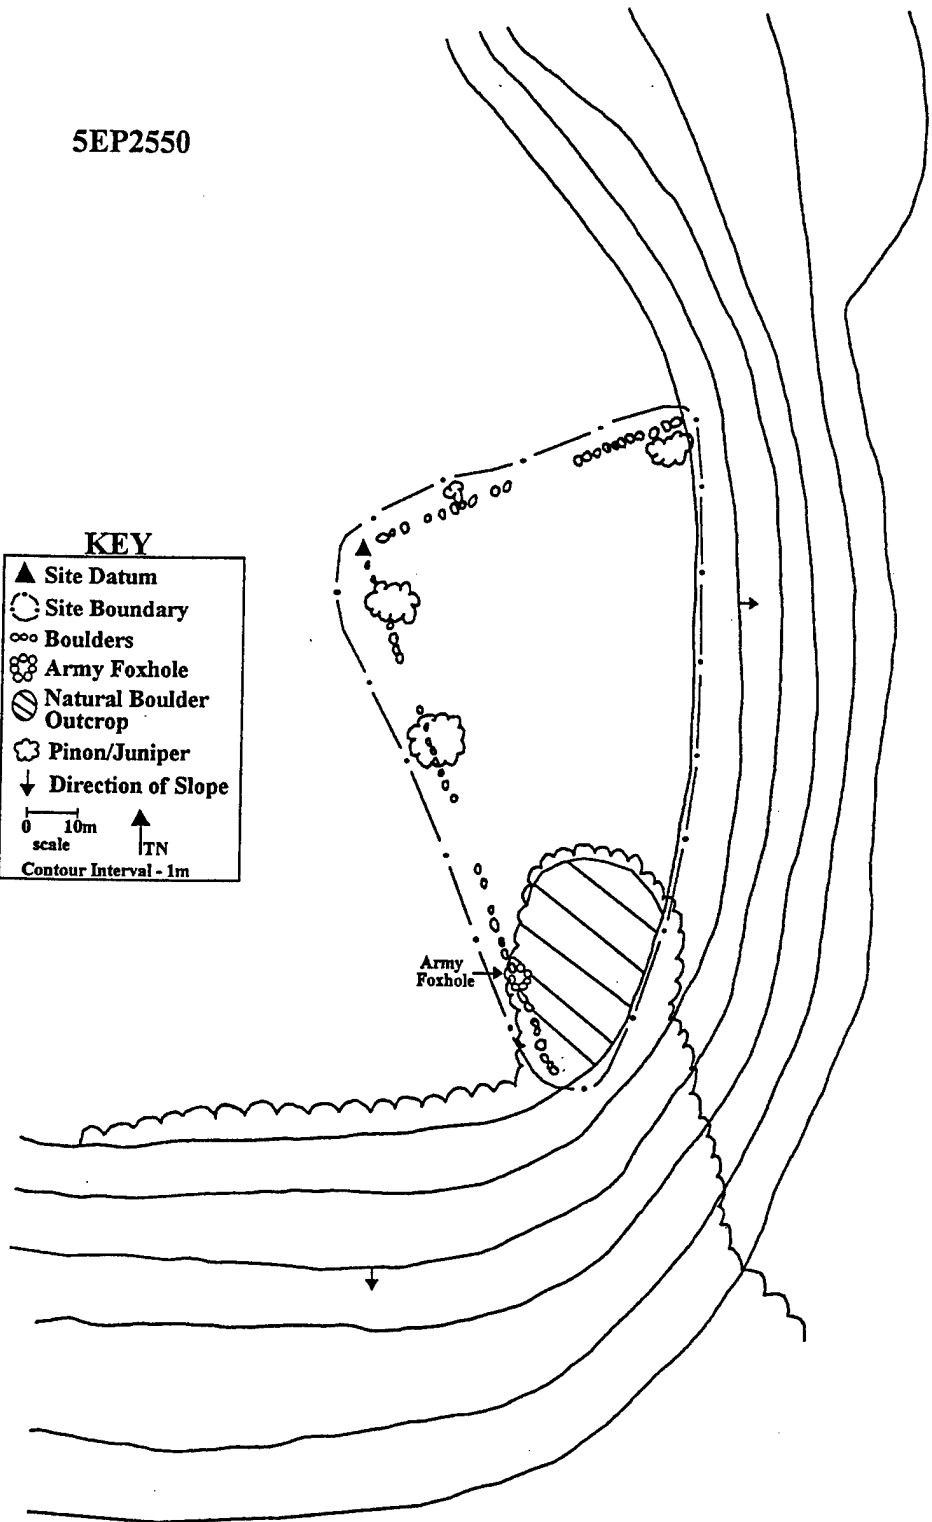 5EP2550
KEY
Site Datum
Site Boundary
Boulders
Army Foxhole
Natural Boulder
Outcrop
Pinon/Juniper
Direction of Slope
0 10m
scale
TN
Contour Interval - 1m
Army
Foxhole